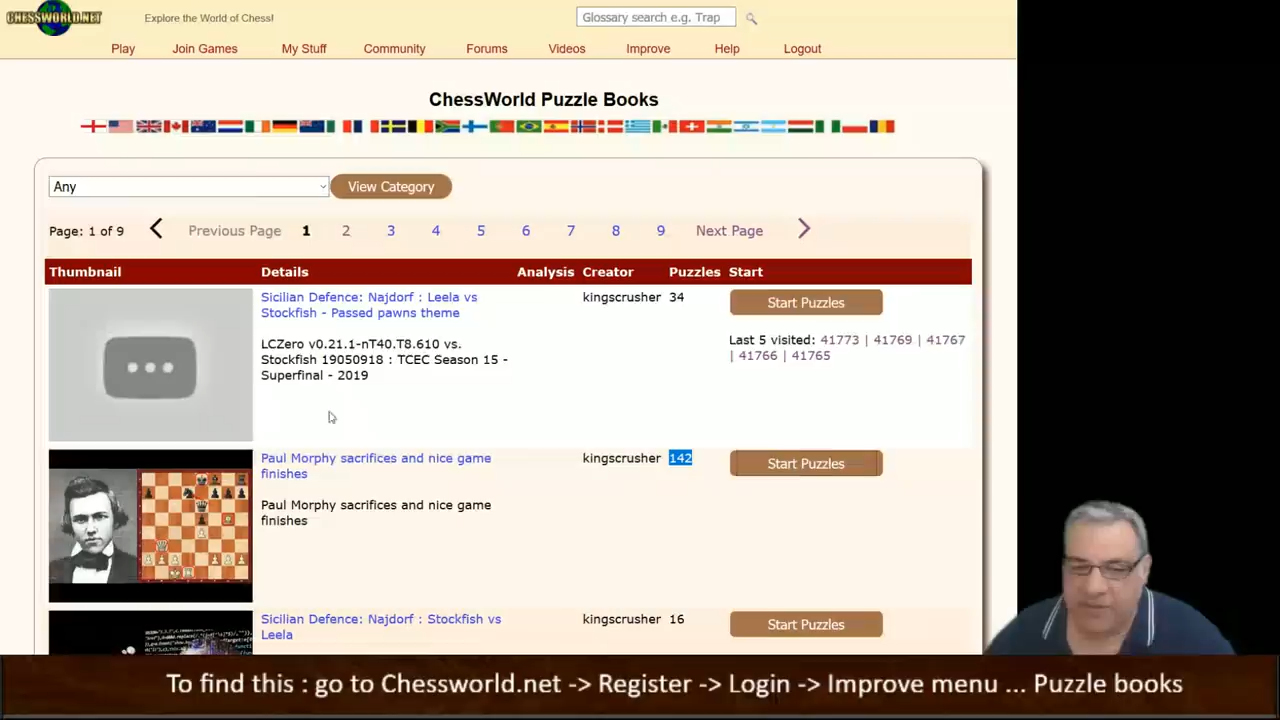 CHESSWORLD.NET
Explore the World of Chess!
Glossary search e.g. Trap
Play Join Games My Stuff Community Forums Videos Improve Help Logout
ChessWorld Puzzle Books
Any
View Category
Page: 1 of 9 Previous Page 1 2 3 4 5 6 7 8 9 Next Page
Thumbnail Details Analysis Creator Puzzles Start
Sicilian Defence: Najdorf : Leela vs
Stockfish - Passed pawns theme
kingscrusher 34 Start Puzzles
LCZero v0.21.1-nT40.T8.610 vs.
Stockfish 19050918 : TCEC Season 15 -
Superfinal - 2019
Last 5 visited: 41773 | 41769 | 41767
| 41766 | 41765
Paul Morphy sacrifices and nice game
finishes
kingscrusher 142 Start Puzzles
Paul Morphy sacrifices and nice game
finishes
Sicilian Defence: Najdorf : Stockfish vs
Leela
kingscrusher 16 Start Puzzles
To find this : go to Chessworld.net -> Register -> Login -> Improve menu ... Puzzle books